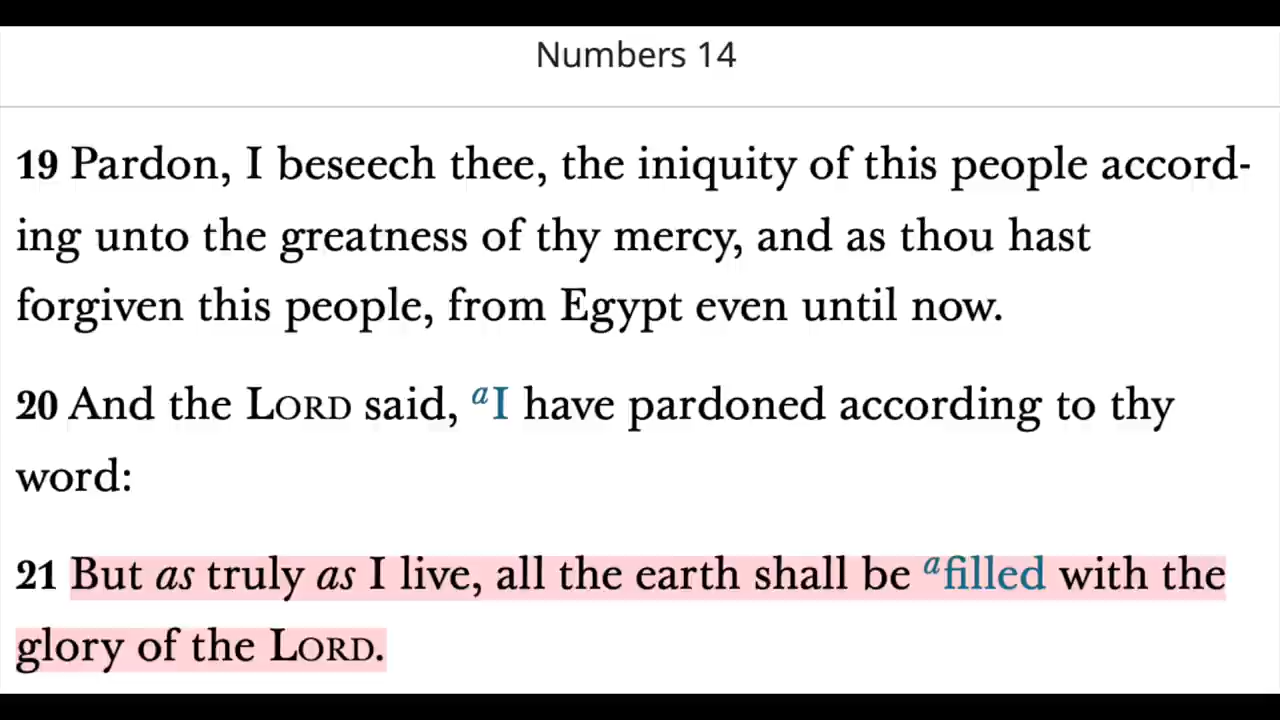 Numbers 14
19 Pardon, I beseech thee, the iniquity of this people accord-
ing unto the greatness of thy mercy, and as thou hast
forgiven this people, from Egypt even until now.
20 And the LORD said, aI have pardoned according to thy
word:
21 But as truly as I live, all the earth shall be afilled with the
glory of the LORD.